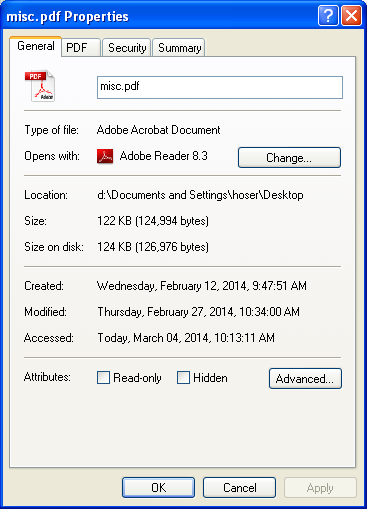 misc.pdf Properties
General PDF Security Summary
PDF
Adobe
misc.pdf
Type of file: Adobe Acrobat Document
Opens with: Adobe Reader 8.3 Change...
Location: d:\Documents and Settings\hoser\Desktop
Size: 122 KB (124,994 bytes)
Size on disk: 124 KB (126,976 bytes)
Created: Wednesday, February 12, 2014, 9:47:51 AM
Modified: Thursday, February 27, 2014, 10:34:00 AM
Accessed: Today, March 04, 2014, 10:13:11 AM
Attributes: Read-only Hidden Advanced...
OK Cancel Apply